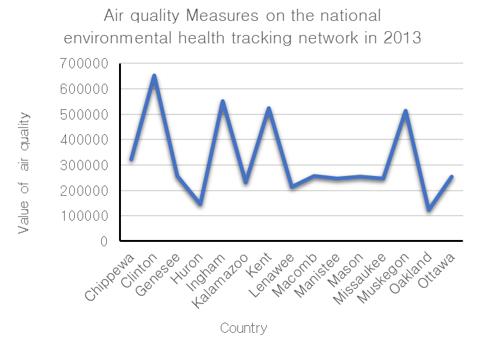 Air quality Measures on the national
environmental health tracking network in 2013
Value of air quality
700000
600000
500000
400000
300000
200000
100000
0
Chippewa
Clinton
Genesee
Huron
Ingham
Kalamazoo
Kent
Lenawee
Macomb
Manistee
Mason
Missaukee
Muskegon
Oakland
Ottawa
Country